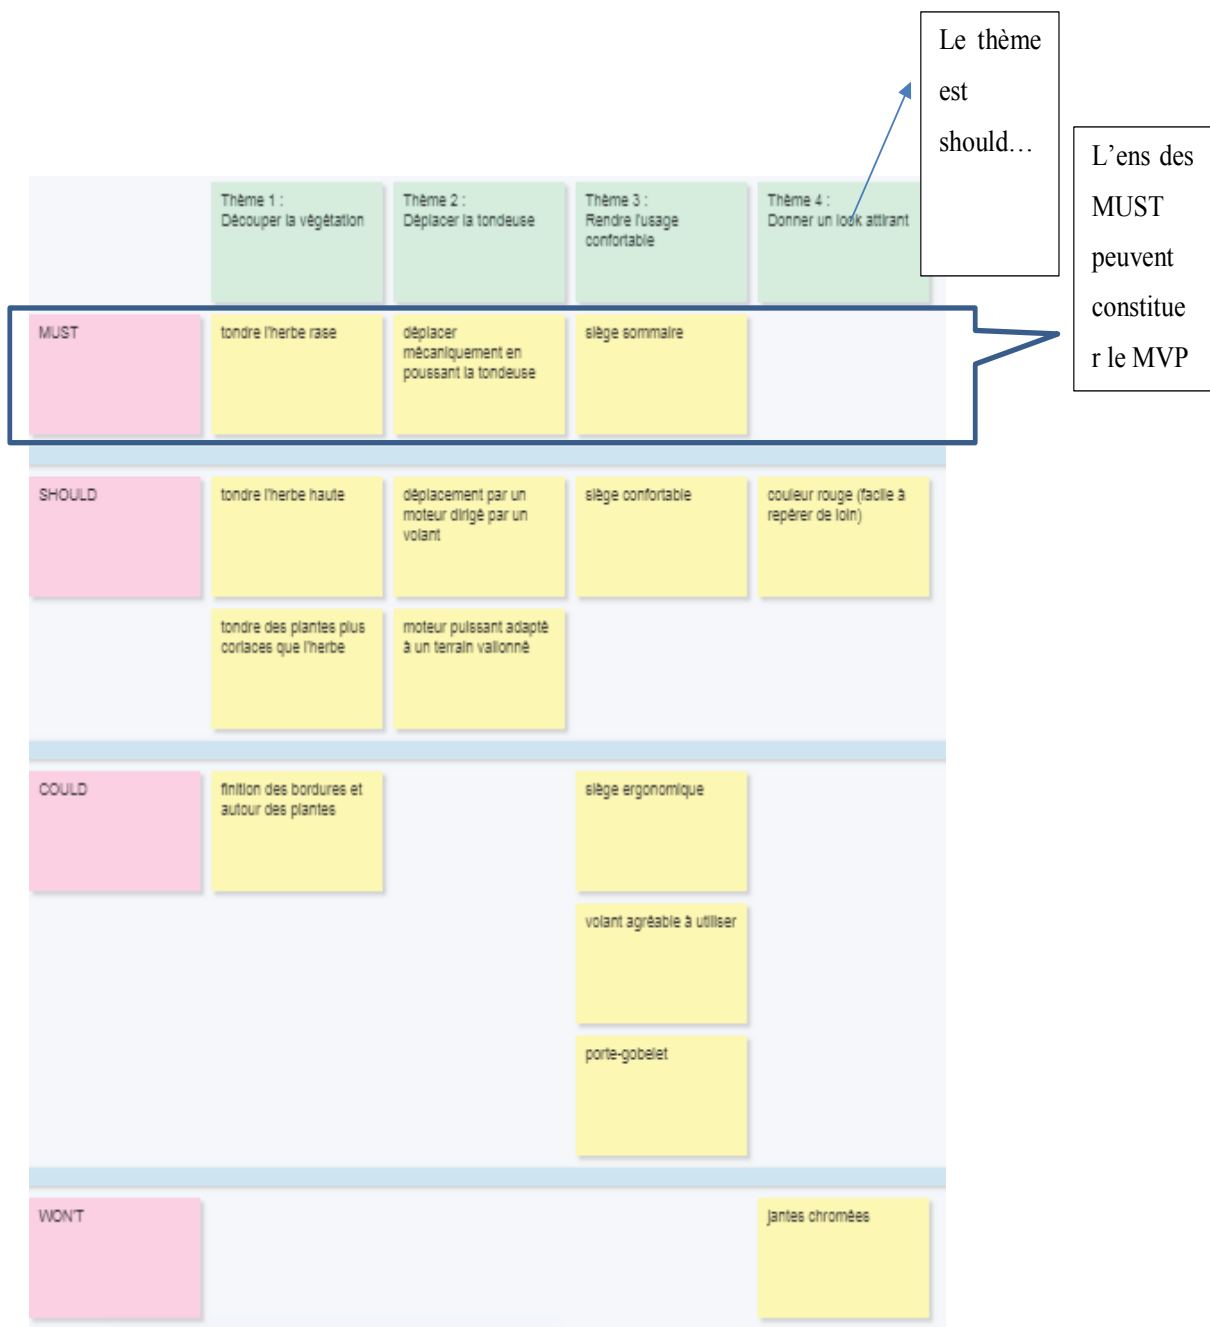 Le thème
est
should…
L'ens des
MUST
peuvent
constitue
r le MVP
Thème 1 :
Découper la végétation
Thème 2 :
Déplacer la tondeuse
Thème 3 :
Rendre l'usage
confortable
Thème 4 :
Donner un look attirant
MUST
tondre l'herbe rase
déplacer
mécaniquement en
poussant la tondeuse
siège sommaire
SHOULD
tondre l'herbe haute
déplacement par un
moteur dirigé par un
volant
siège confortable
couleur rouge (facile à
repérer de loin)
tondre des plantes plus
coriaces que l'herbe
moteur puissant adapté
à un terrain vallonné
COULD
finition des bordures et
autour des plantes
siège ergonomique
volant agréable à utiliser
porte-gobelet
WON'T
jantes chromées